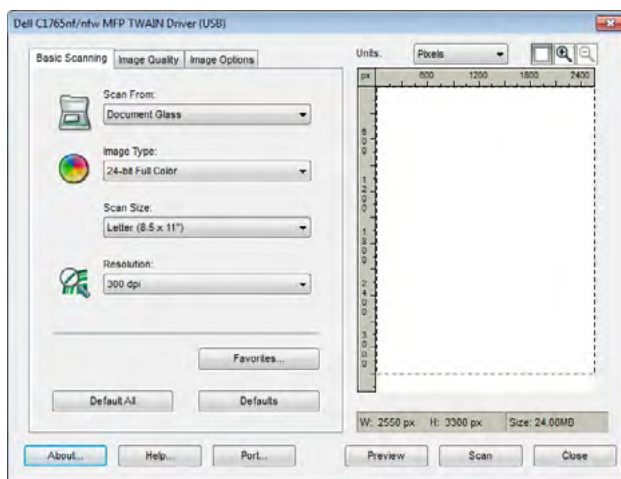 Dell C1765nf/nfw MFP TWAIN Driver (USB)
Basic Scanning Image Quality Image Options
Units. Pixels
px 600 1200 1800 2400
Scan From:
Document Glass
Image Type:
24-bit Full Color
Scan Size:
Letter (8.5 x 11")
Resolution:
300 dpi
600
1200
1800
2400
3000
Favorites...
Default All Defaults
W: 2550 px H: 3300 px Size: 24.08MB
About... Help... Port... Preview Scan Close